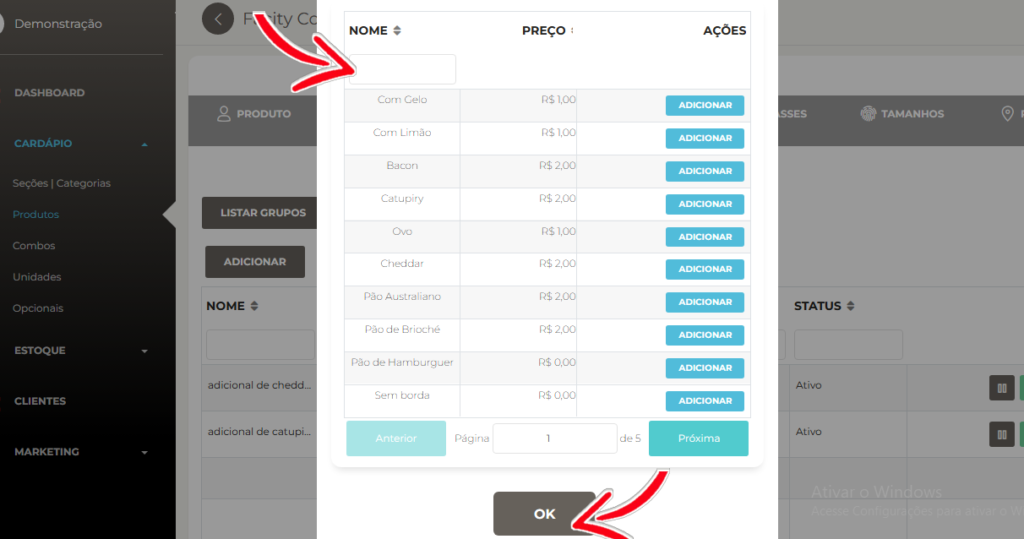 Demonstração
Facity Co
DASHBOARD
CARDÁPIO
Seções | Categorias
Produtos
Combos
Unidades
Opcionais
ESTOQUE
CLIENTES
MARKETING
PRODUTO
ASSES
TAMANHOS
LISTAR GRUPOS
ADICIONAR
NOME
STATUS
adicional de chedd...
Ativo
adicional de catupi...
Ativo
NOME PREÇO AÇÕES
Com Gelo R$ 1,00 ADICIONAR
Com Limão R$ 1,00 ADICIONAR
Bacon R$ 2,00 ADICIONAR
Catupiry R$ 2,00 ADICIONAR
Ovo R$ 1,00 ADICIONAR
Cheddar R$ 2,00 ADICIONAR
Pão Australiano R$ 2,00 ADICIONAR
Pão de Brioché R$ 2,00 ADICIONAR
Pão de Hamburguer R$ 0,00 ADICIONAR
Sem borda R$ 0,00 ADICIONAR
Anterior Página 1 de 5 Próxima
OK
Ativar o Windows
Acesse Configurações para ativar o W